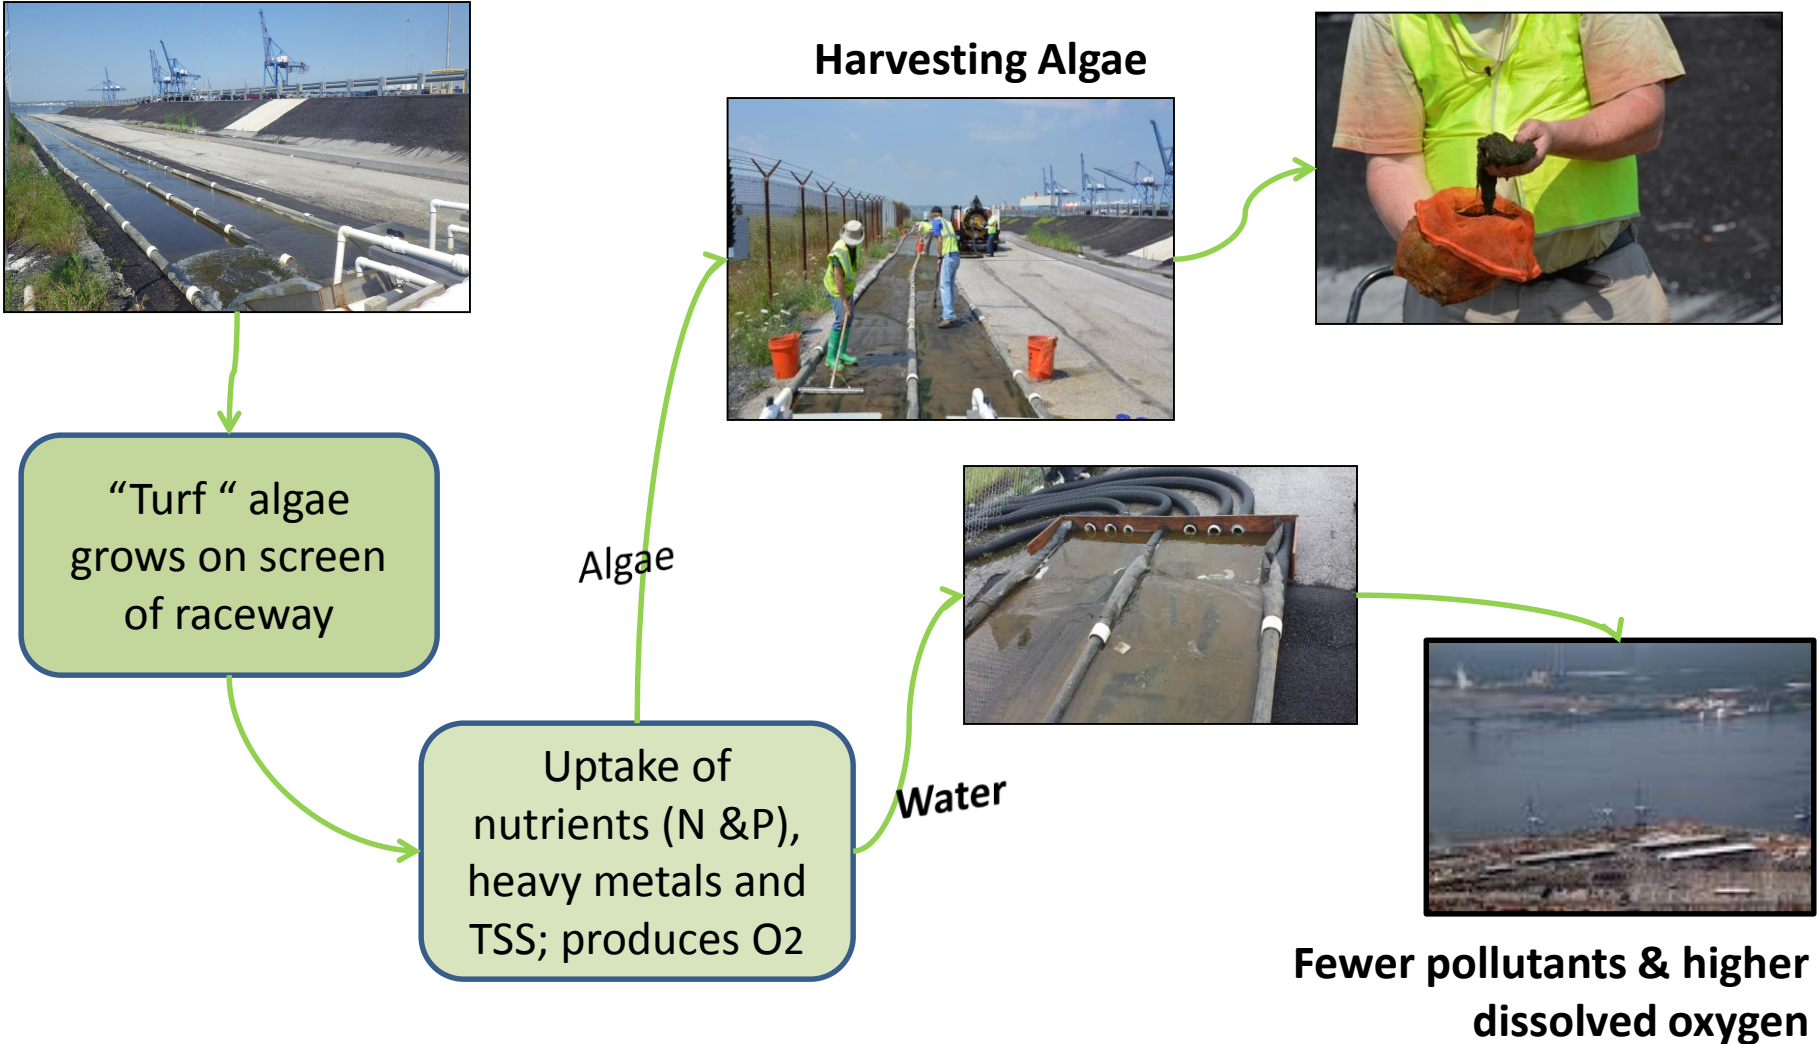 Harvesting Algae
“Turf “ algae
grows on screen
of raceway
Algae
Uptake of
nutrients (N &P),
heavy metals and
TSS; produces O2
Water
Fewer pollutants & higher
dissolved oxygen